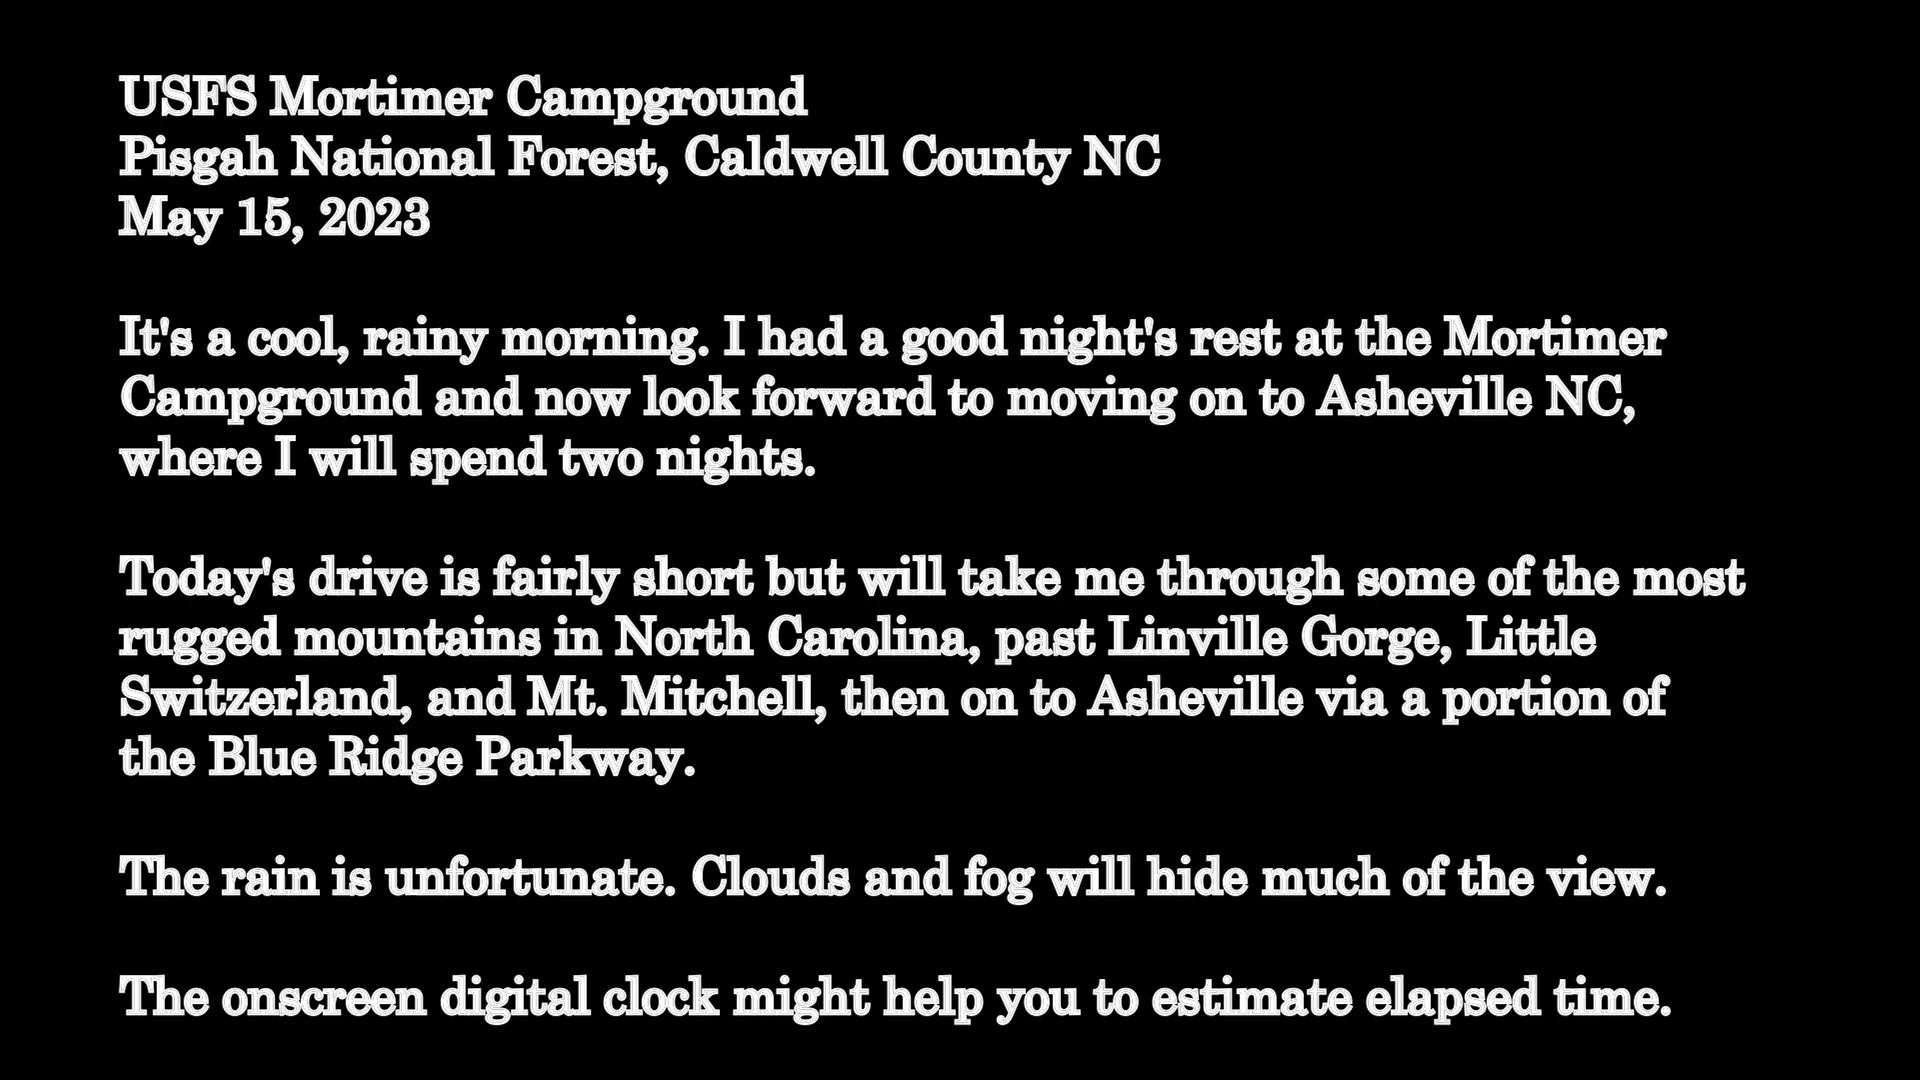 USFS Mortimer Campground
Pisgah National Forest, Caldwell County NC
May 15, 2023
It's a cool, rainy morning. I had a good night's rest at the Mortimer
Campground and now look forward to moving on to Asheville NC,
where I will spend two nights.
Today's drive is fairly short but will take me through some of the most
rugged mountains in North Carolina, past Linville Gorge, Little
Switzerland, and Mt. Mitchell, then on to Asheville via a portion of
the Blue Ridge Parkway.
The rain is unfortunate. Clouds and fog will hide much of the view.
The onscreen digital clock might help you to estimate elapsed time.